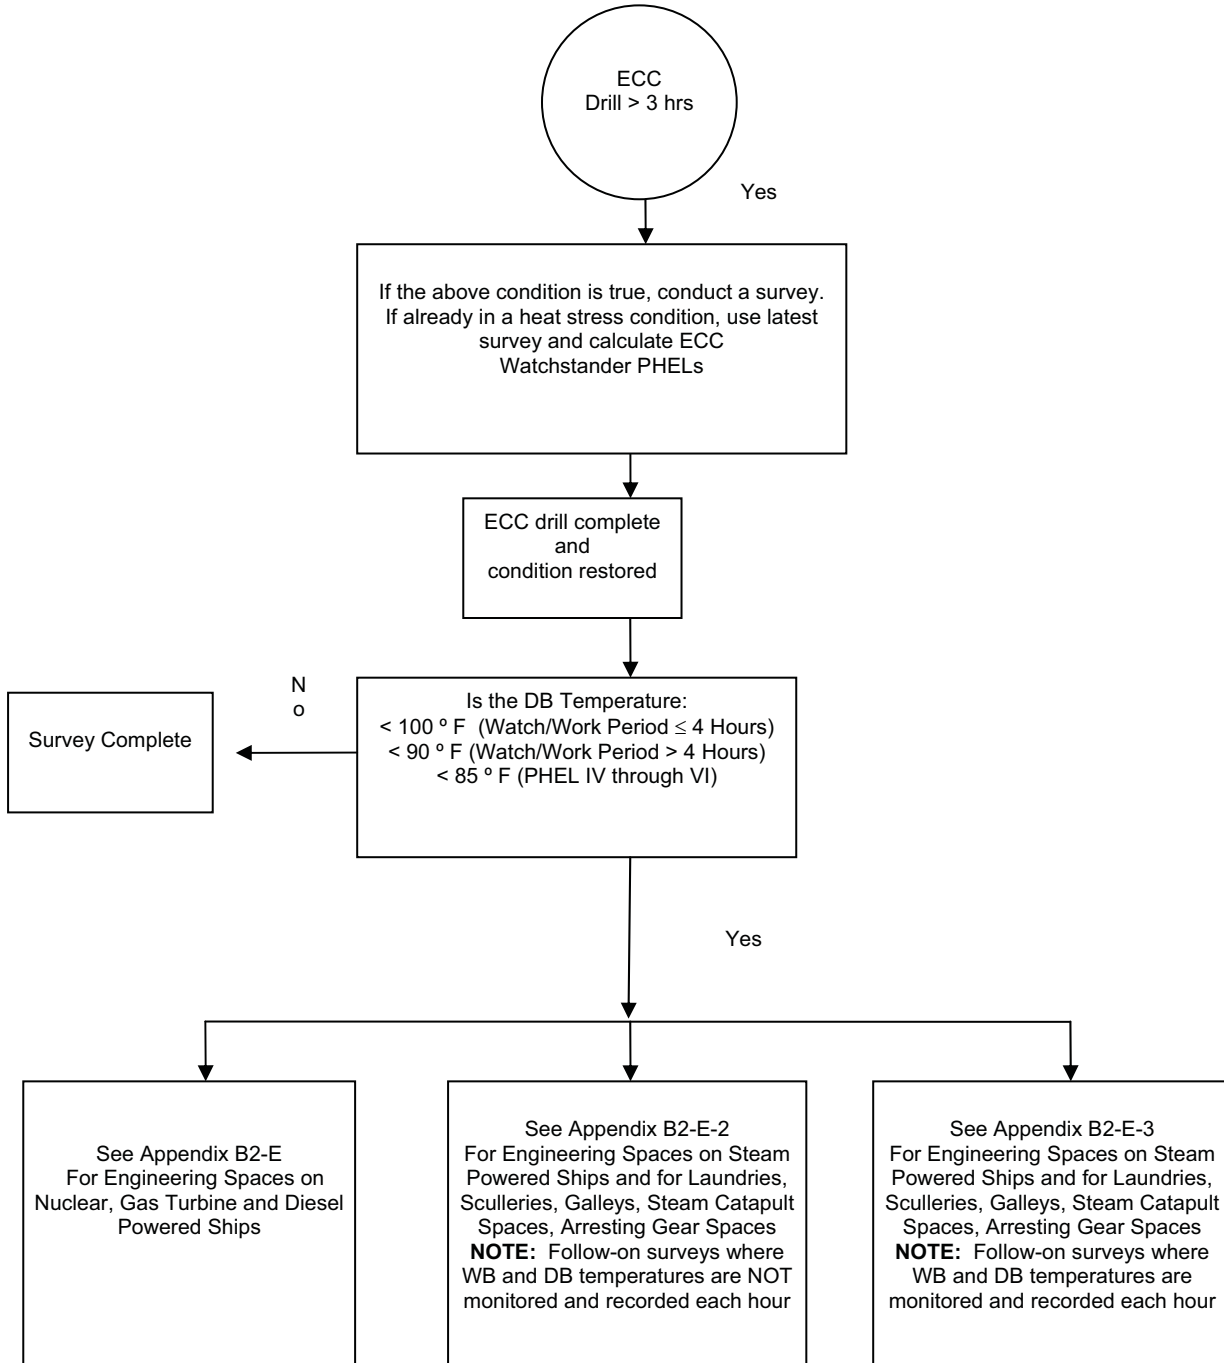 ECC
Drill > 3 hrs
Yes
If the above condition is true, conduct a survey.
If already in a heat stress condition, use latest
survey and calculate ECC
Watchstander PHELs
ECC drill complete
and
condition restored
Is the DB Temperature:
< 100 º F  (Watch/Work Period ≤ 4 Hours)
< 90 º F (Watch/Work Period > 4 Hours)
< 85 º F (PHEL IV through VI)
N
o
Survey Complete
Yes
See Appendix B2-E
For Engineering Spaces on
Nuclear, Gas Turbine and Diesel
Powered Ships
See Appendix B2-E-2
For Engineering Spaces on Steam
Powered Ships and for Laundries,
Sculleries, Galleys, Steam Catapult
Spaces, Arresting Gear Spaces
NOTE:  Follow-on surveys where
WB and DB temperatures are NOT
monitored and recorded each hour
See Appendix B2-E-3
For Engineering Spaces on Steam
Powered Ships and for Laundries,
Sculleries, Galleys, Steam Catapult
Spaces, Arresting Gear Spaces
NOTE:  Follow-on surveys where
WB and DB temperatures are
monitored and recorded each hour